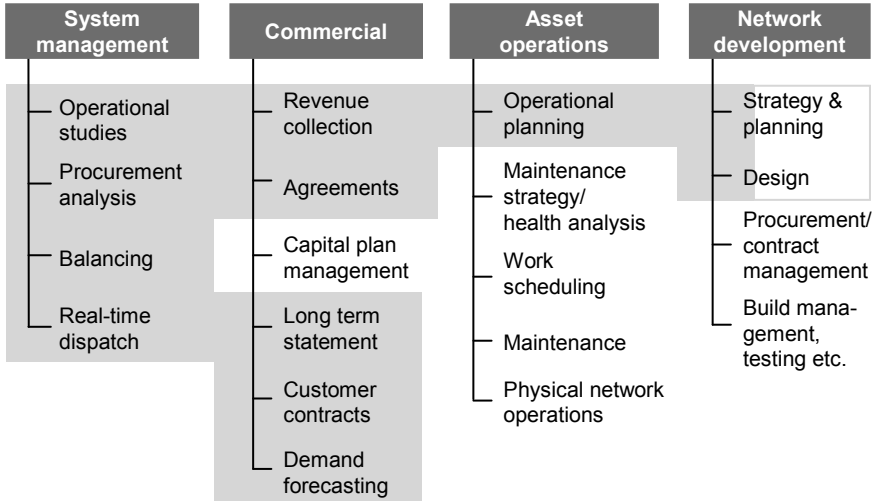 System
management
Operational
studies
Procurement
analysis
Balancing
Real-time
dispatch
Commercial
Revenue
collection
Agreements
Capital plan
management
Long term
statement
Customer
contracts
Demand
forecasting
Asset
operations
Operational
planning
Maintenance
strategy/
health analysis
Work
scheduling
Maintenance
Physical network
operations
Network
development
Strategy &
planning
Design
Procurement/
contract
management
Build mana-
gement,
testing etc.